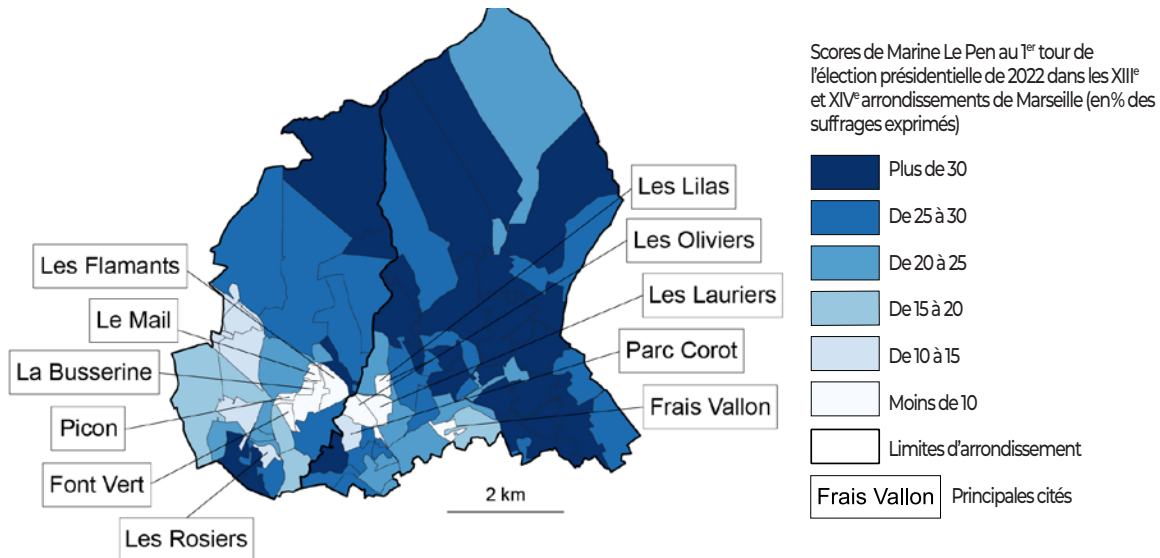 Scores de Marine Le Pen au 1er tour de
l'élection présidentielle de 2022 dans les XIIIe
et XIVe arrondissements de Marseille (en % des
suffrages exprimés)
Plus de 30
De 25 à 30
De 20 à 25
De 15 à 20
De 10 à 15
Moins de 10
Limites d'arrondissement
Frais Vallon
Principales cités
Les Lilas
Les Oliviers
Les Lauriers
Parc Corot
Frais Vallon
Les Flamants
Le Mail
La Busserine
Picon
Font Vert
Les Rosiers
2 km